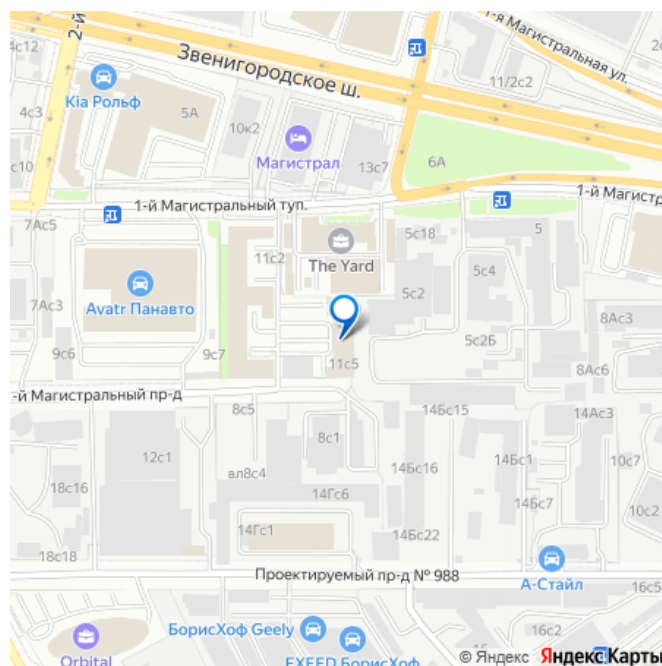 4с12
2-й
Звенигородское ш.
1-я Магистральная ул.
11/2с2
Kia Рольф
4с3
5А
10к2
Магистрал
13с7
6А
с10
1-й Магистральный туп.
1-й Магистр
7Ас5
5с18
5
11с2
The Yard
5с4
Avatr Панавто
5с2
7Ас3
8Ас3
5с2Б
9с6
9с7
11с5
8Ас6
-й Магистральный пр-д
8с5
14Бс15
14Ас3
8с1
12с1
14Бс1
10с7
вл8с4
14Бс16
18с16
14Гс6
14Бс7
10с2
14Гс1
14Бс22
18с18
Проектируемый пр-д № 988
А-Стайл
16с5
БорисХоф Geely
16с2
Orbital
EXEED БорисХоф
© Яндекс Яндекс Карты